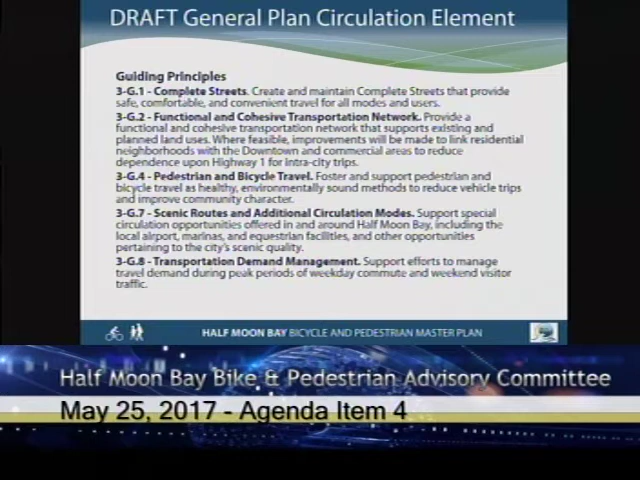 DRAFT General Plan Circulation Element
Guiding Principles
3-G.1 - Complete Streets. Create and maintain Complete Streets that provide
safe, comfortable, and convenient travel for all modes and users.
3-G.2 - Functional and Cohesive Transportation Network. Provide a
functional and cohesive transportation network that supports existing and
planned land uses. Where feasible, improvements will be made to link residential
neighborhoods with the Downtown and commercial areas to reduce
dependence upon Highway 1 for intra-city trips.
3-G.4 - Pedestrian and Bicycle Travel. Foster and support pedestrian and
bicycle travel as healthy, environmentally sound methods to reduce vehicle trips
and improve community character.
3-G.7 - Scenic Routes and Additional Circulation Modes. Support special
circulation opportunities offered in and around Half Moon Bay, including the
local airport, marinas, and equestrian facilities, and other opportunities
pertaining to the city's scenic quality.
3-G.8 - Transportation Demand Management. Support efforts to manage
travel demand during peak periods of weekday commute and weekend visitor
traffic.
HALF MOON BAY BICYCLE AND PEDESTRIAN MASTER PLAN
Half Moon Bay Bike & Pedestrian Advisory Committee
May 25, 2017 - Agenda Item 4